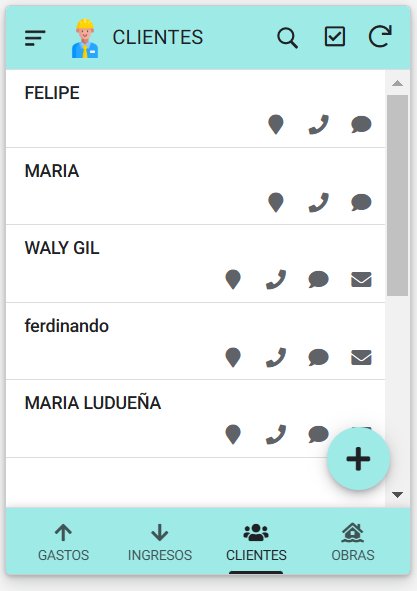 CLIENTES
FELIPE
MARIA
WALY GIL
ferdinando
MARIA LUDUEÑA
GASTOS INGRESOS CLIENTES OBRAS